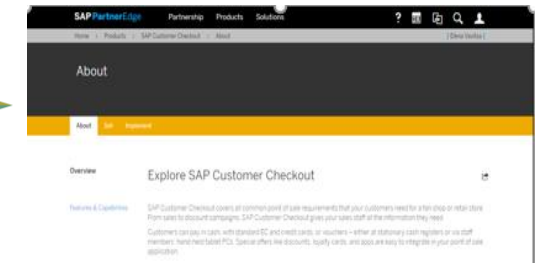 SAP PartnerEdge Partnership Products Solutions ?
Home > Products > SAP Customer Checkout > About
About
About Sell Implement
Overview
Explore SAP Customer Checkout
Features & Capabilities
SAP Customer Checkout covers all common point of sale requirements that your customers need for a fan shop or retail store.
From sales to discount campaigns, SAP Customer Checkout gives your sales staff all the information they need.
Customers can pay in cash, with standard EC and credit cards, or vouchers – either at stationary cash registers or via staff
members' hand-held tablet PCs. Special offers like discounts, loyalty cards, and apps are easy to integrate in your point of sale
application.